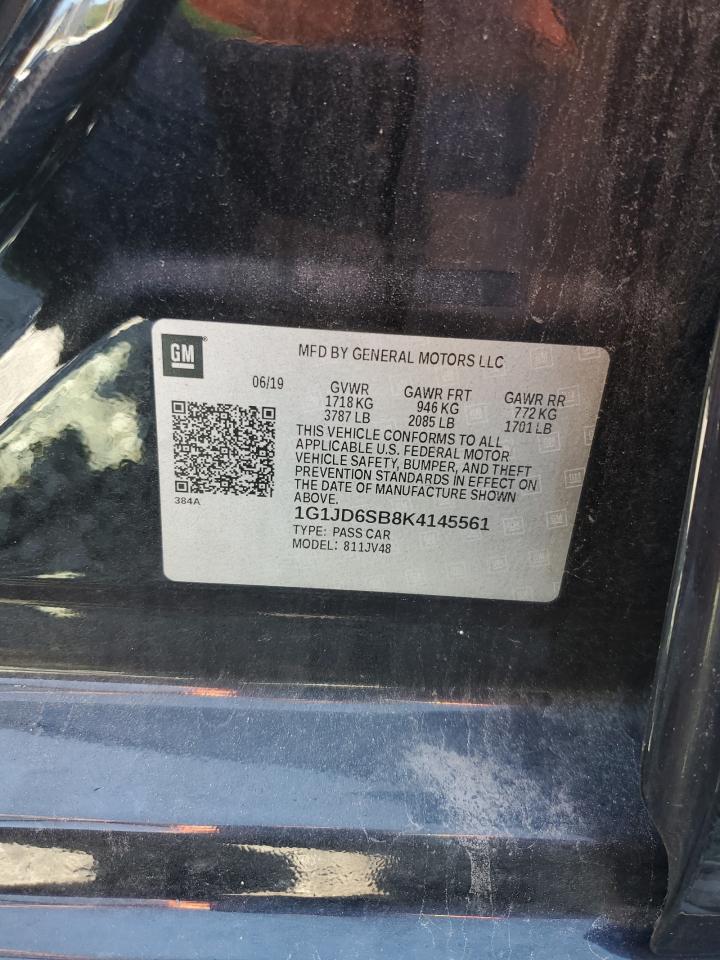 GM
MFD BY GENERAL MOTORS LLC
06/19
GVWR GAWR FRT GAWR RR
1718 KG 946 KG 772 KG
3787 LB 2085 LB 1701 LB
THIS VEHICLE CONFORMS TO ALL
APPLICABLE U.S. FEDERAL MOTOR
VEHICLE SAFETY, BUMPER, AND THEFT
PREVENTION STANDARDS IN EFFECT ON
THE DATE OF MANUFACTURE SHOWN
ABOVE.
384A
1G1JD6SB8K4145561
TYPE: PASS CAR
MODEL: 811JV48